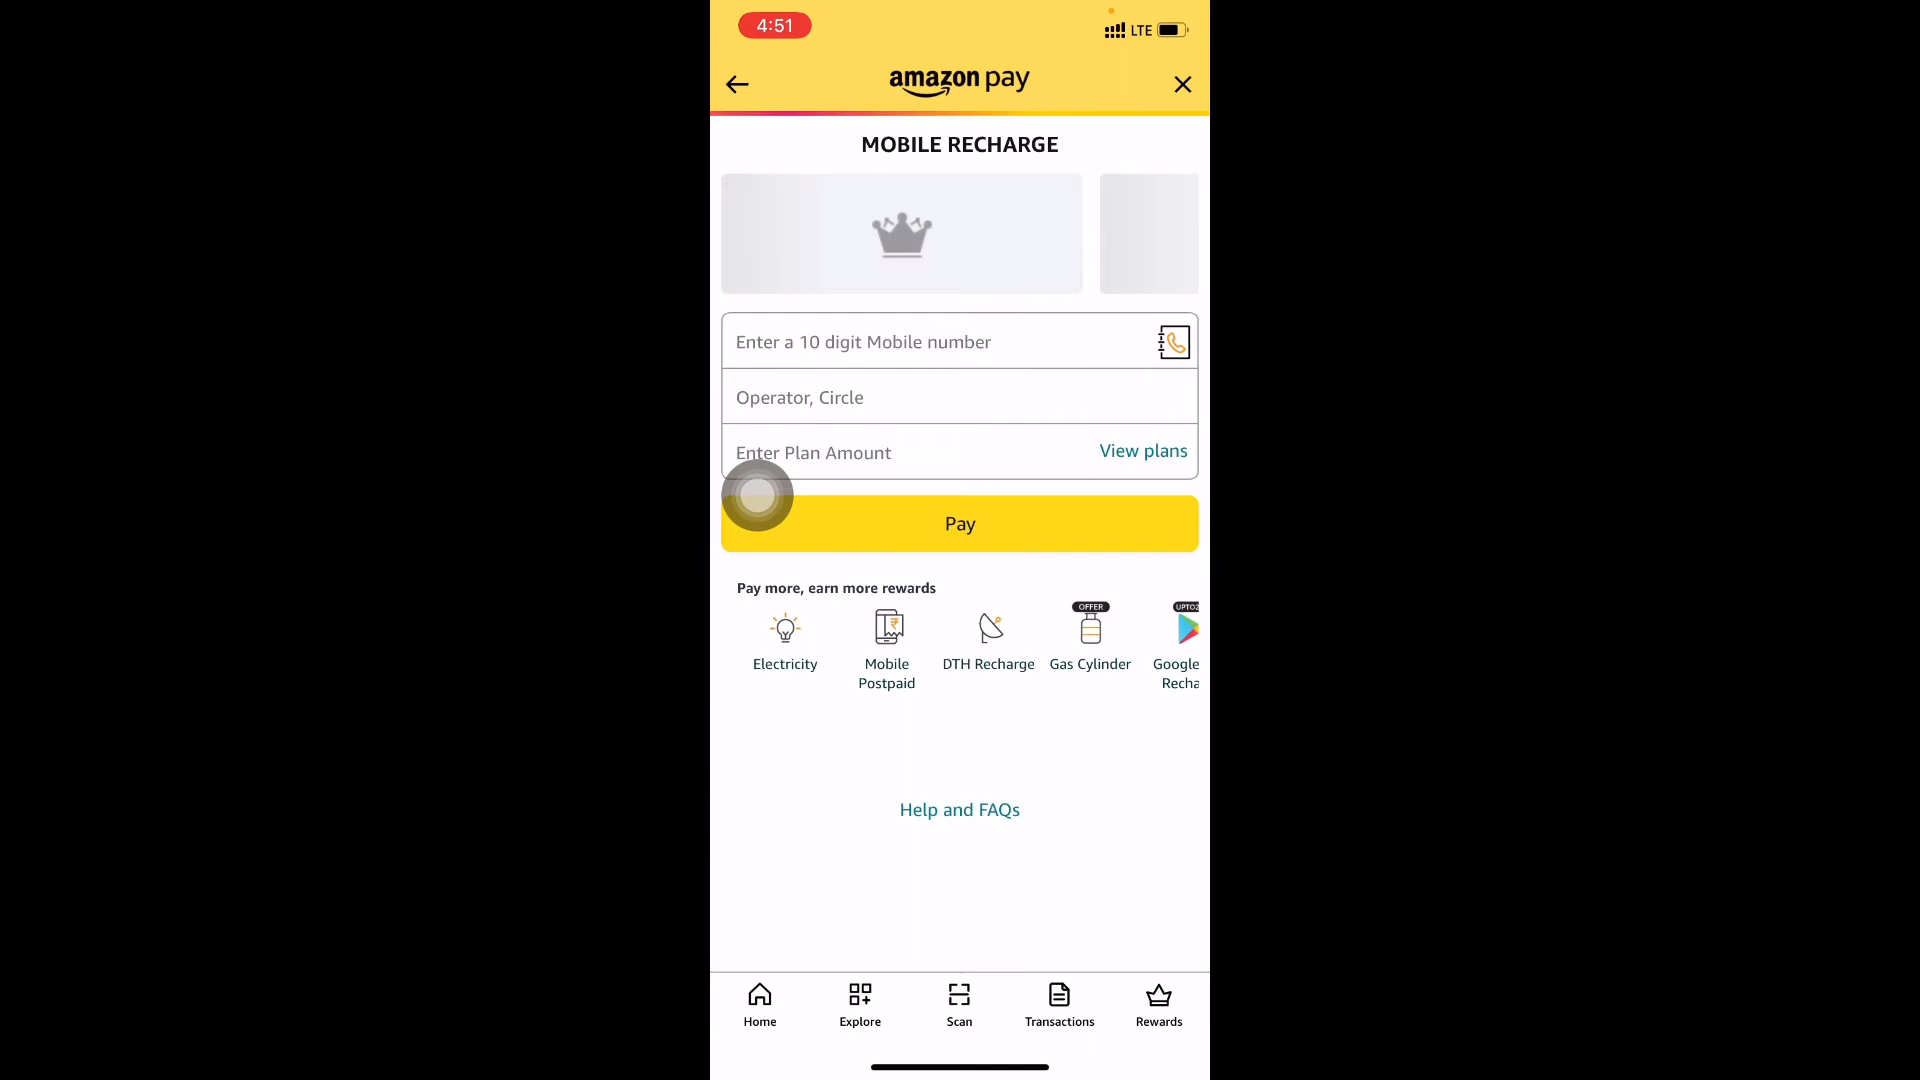 4:51
LTE
amazon pay
MOBILE RECHARGE
Enter a 10 digit Mobile number
Operator, Circle
Enter Plan Amount
View plans
Pay
Pay more, earn more rewards
OFFER
UPTO2
Electricity
Mobile
Postpaid
DTH Recharge
Gas Cylinder
Google
Recha
Help and FAQs
Home
Explore
Scan
Transactions
Rewards